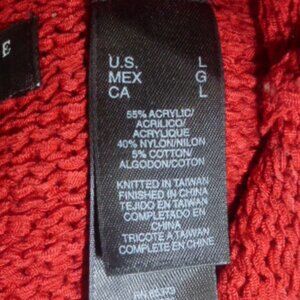 E
U.S. L
MEX G
CA L
55% ACRYLIC/
ACRILICO/
ACRYLIQUE
40% NYLON/NILON
5% COTTON/
ALGODON/COTON
KNITTED IN TAIWAN
FINISHED IN CHINA
TEJIDO EN TAIWAN
COMPLETADO EN
CHINA
TRICOTE A TAIWAN
COMPLETE EN CHINE